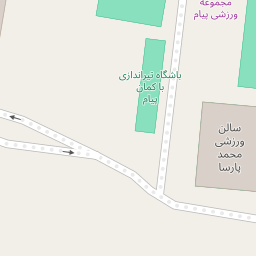 مجموعه
ورزشی پیام
باشگاه تیراندازی
با کمان
پیام
سالن
ورزشی
محمد
پارسا